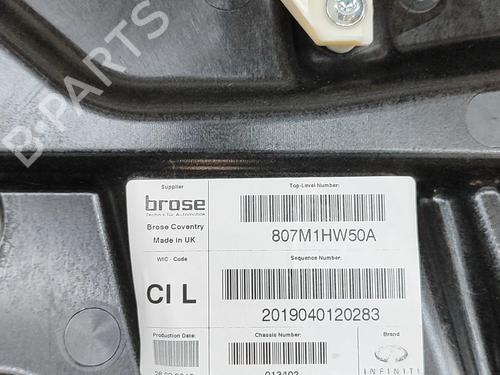 B-PARTS
Supplier
brose
Technik für Automobile
Brose Coventry
Made in UK
Top-Level Number:
807M1HW50A
WIC - Code
CI L
Sequence Number:
2019040120283
Production Date:
Chassis Number
013402
Brand
INFINITI